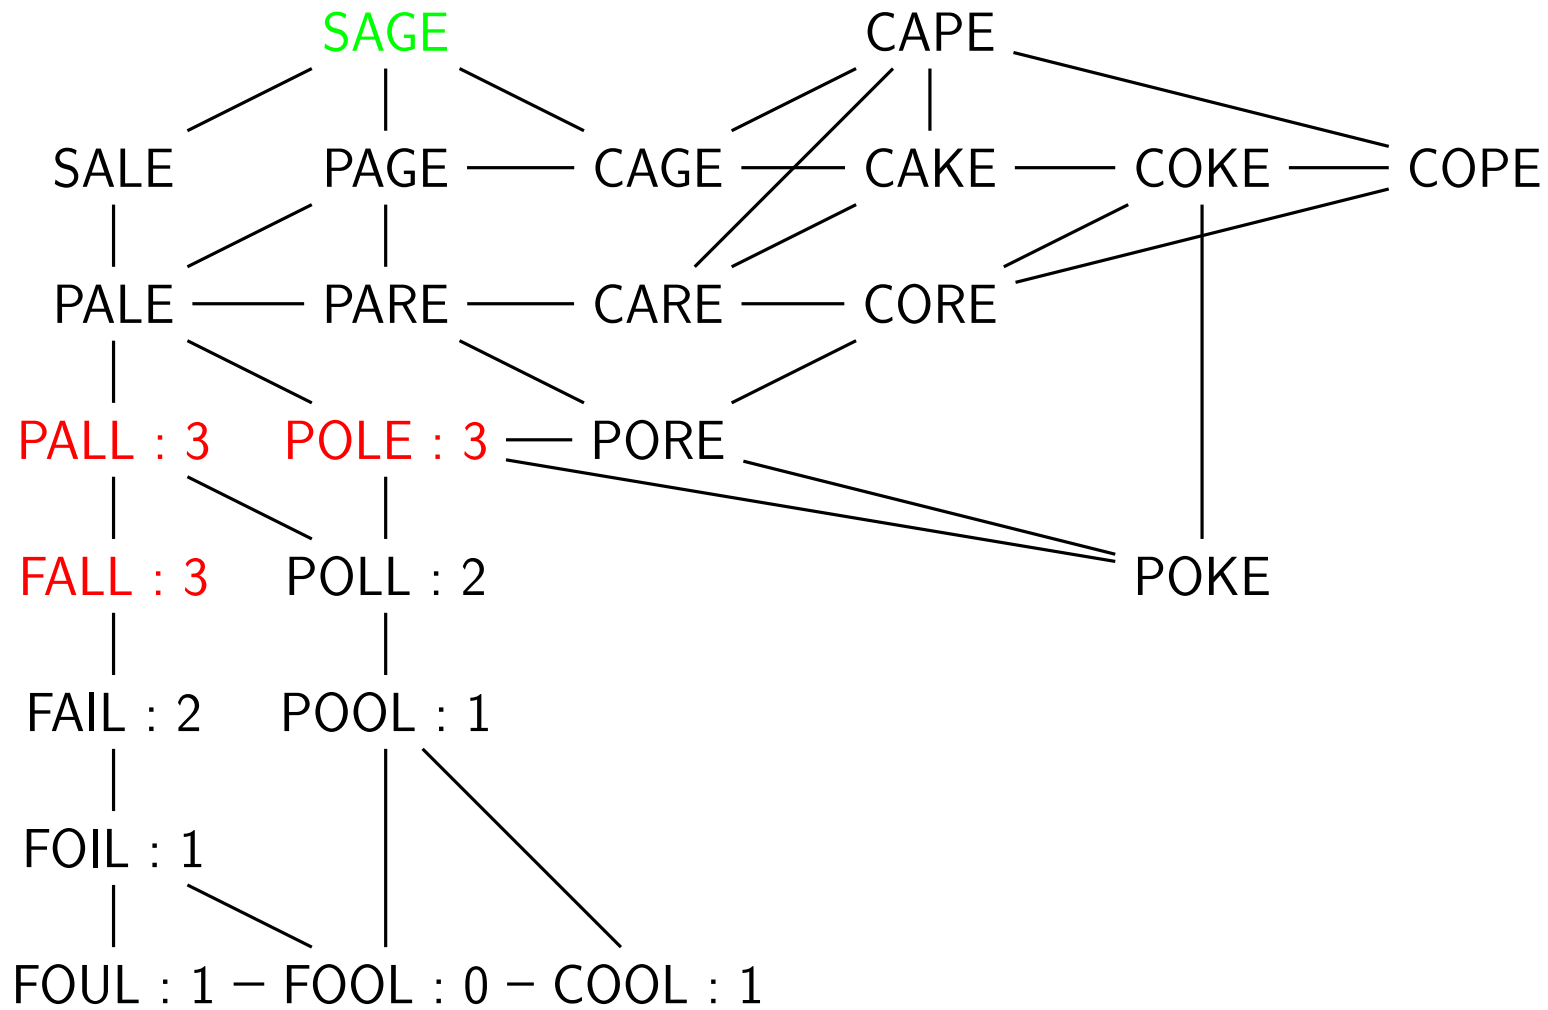 SAGE CAPE
SALE PAGE CAGE CAKE COKE COPE
PALE PARE CARE CORE
PALL : 3 POLE : 3 PORE
FALL : 3 POLL : 2 POKE
FAIL : 2 POOL : 1
FOIL : 1
FOUL : 1 FOOL : 0 COOL : 1